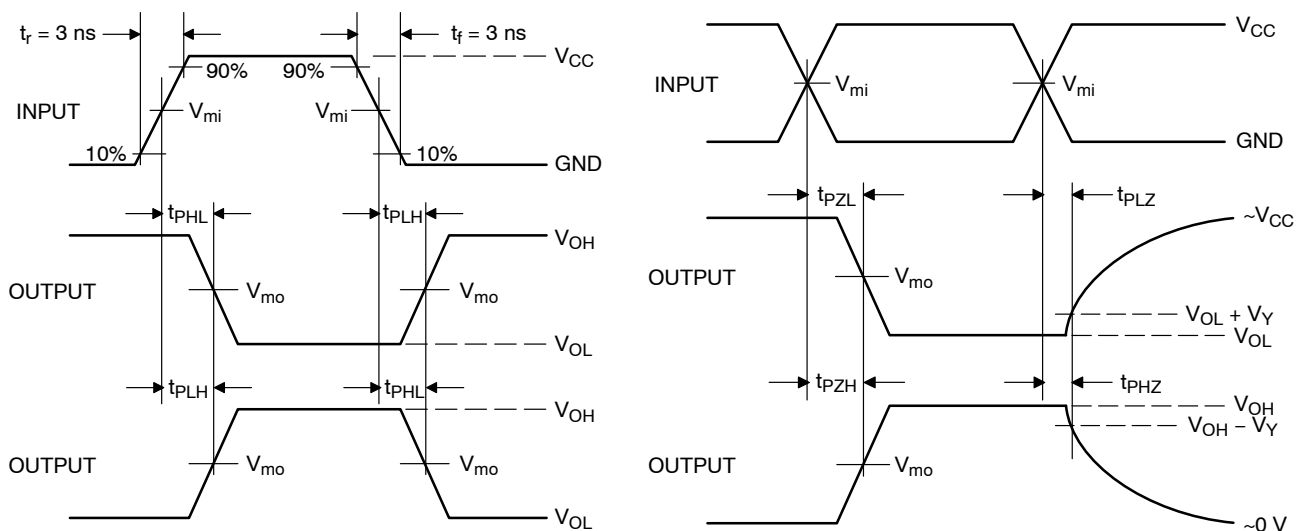 t_r = 3 ns
t_f = 3 ns
V_CC
90%
90%
INPUT
V_mi
V_mi
10%
10%
GND
t_PHL
t_PLH
V_OH
OUTPUT
V_mo
V_mo
V_OL
t_PLH
t_PHL
V_OH
OUTPUT
V_mo
V_mo
V_OL
V_CC
INPUT
V_mi
V_mi
GND
t_PZL
t_PLZ
~V_CC
OUTPUT
V_mo
V_OL + V_Y
V_OL
t_PZH
t_PHZ
V_OH
V_OH – V_Y
OUTPUT
V_mo
~0 V